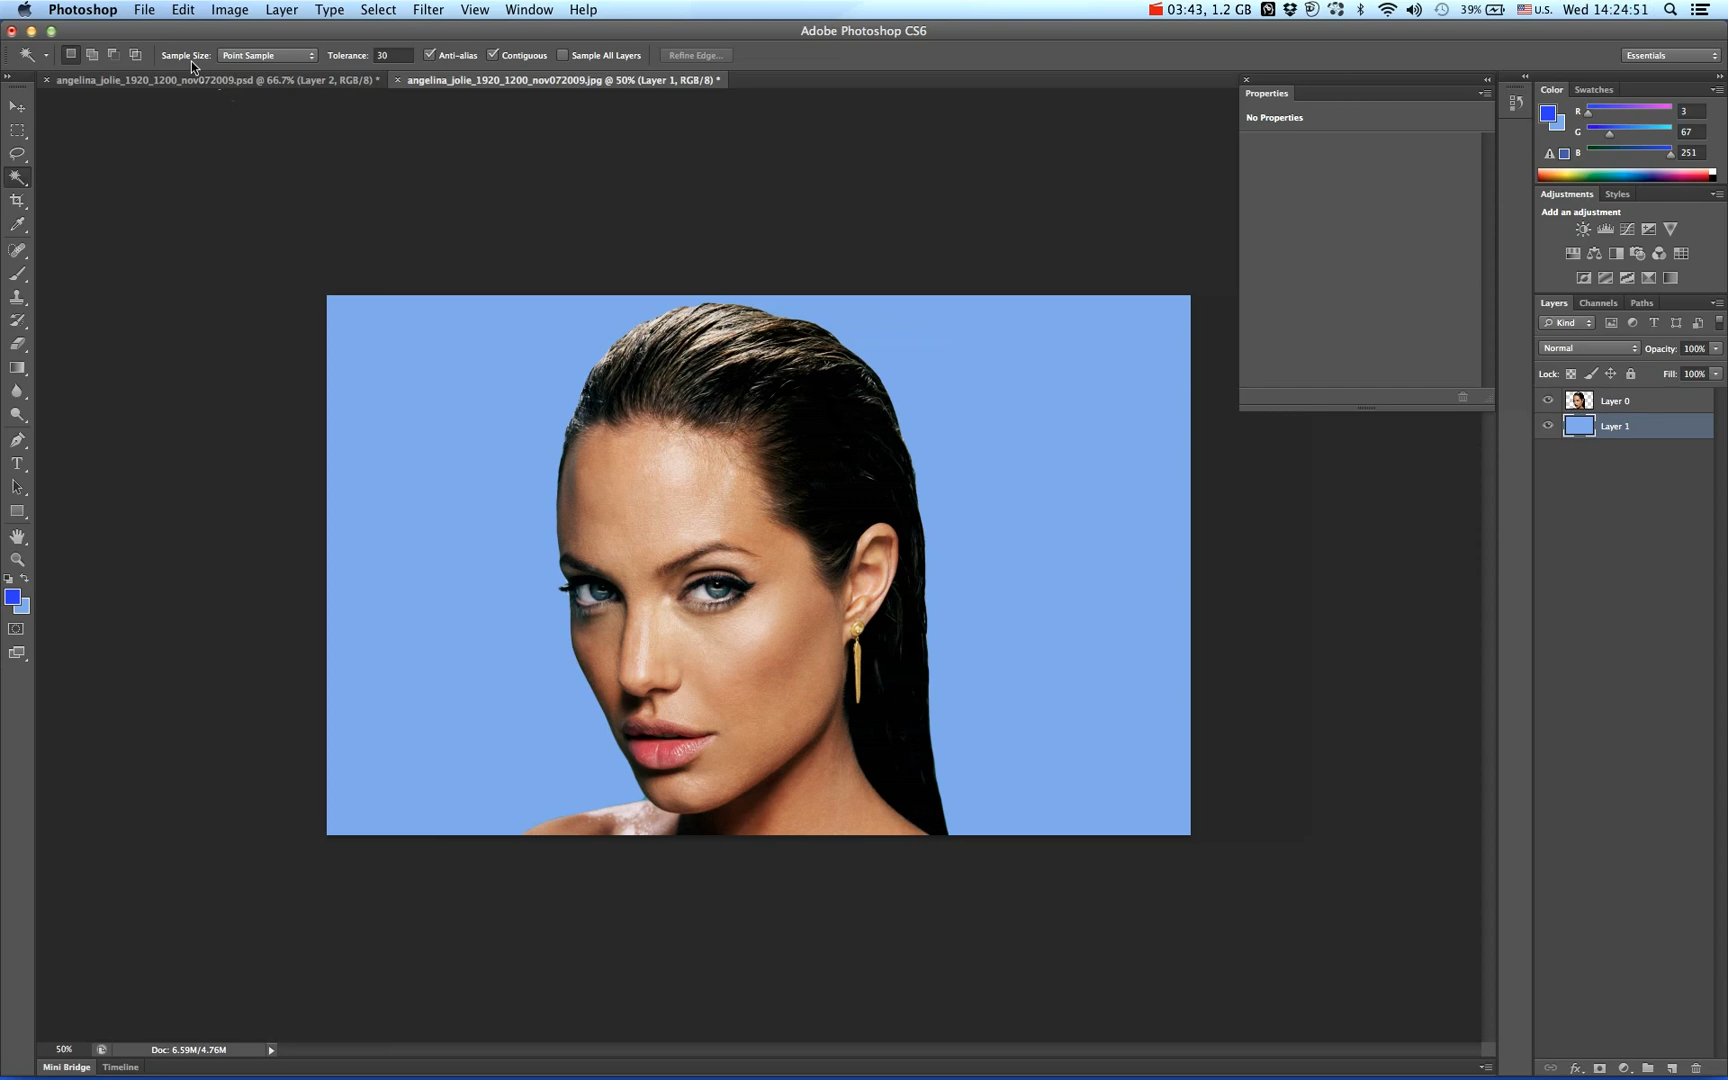 Photoshop File Edit Image Layer Type Select Filter View Window Help 03:43, 1.2 GB 39% U.S. Wed 14:24:51
Adobe Photoshop CS6
Sample Size: Point Sample Tolerance: 30 Anti-alias Contiguous Sample All Layers Refine Edge... Essentials
angelina_jolie_1920_1200_nov072009.psd @ 66.7% (Layer 2, RGB/8) * angelina_jolie_1920_1200_nov072009.jpg @ 50% (Layer 1, RGB/8) *
Properties
No Properties
Color Swatches
R 3
G 67
B 251
Adjustments Styles
Add an adjustment
Layers Channels Paths
Kind
Normal Opacity: 100%
Lock: Fill: 100%
Layer 0
Layer 1
50% Doc: 6.59M/4.76M
Mini Bridge Timeline